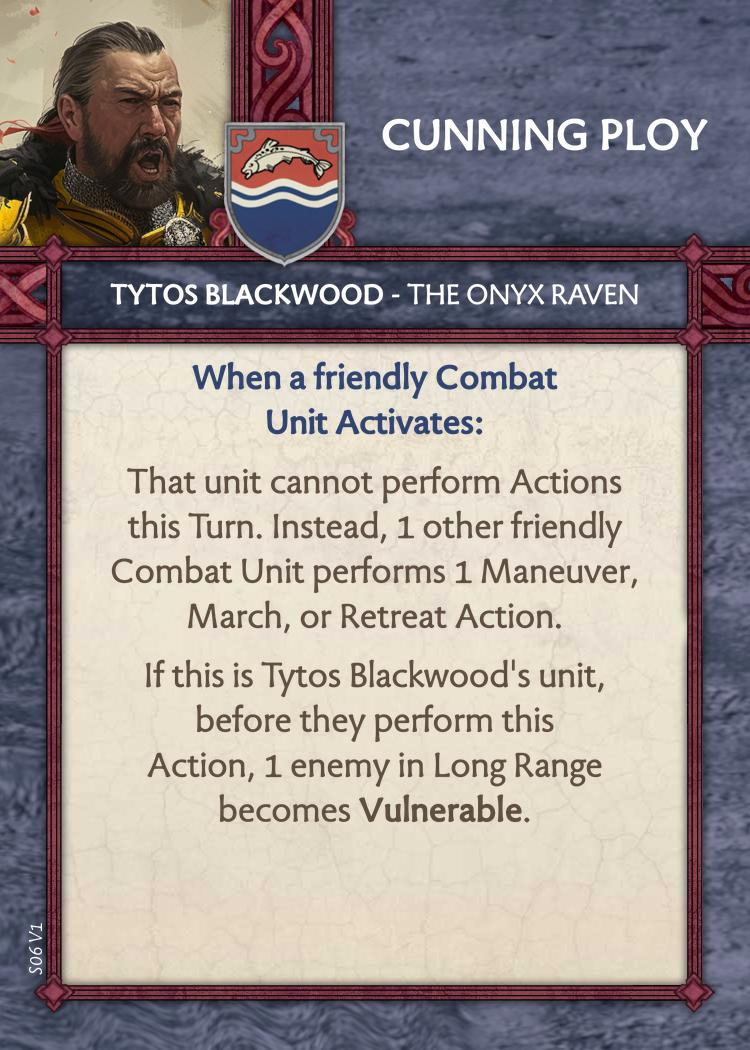 CUNNING PLOY
TYTOS BLACKWOOD - THE ONYX RAVEN
When a friendly Combat
Unit Activates:
That unit cannot perform Actions
this Turn. Instead, 1 other friendly
Combat Unit performs 1 Maneuver,
March, or Retreat Action.
If this is Tytos Blackwood's unit,
before they perform this
Action, 1 enemy in Long Range
becomes Vulnerable.
S06 V1